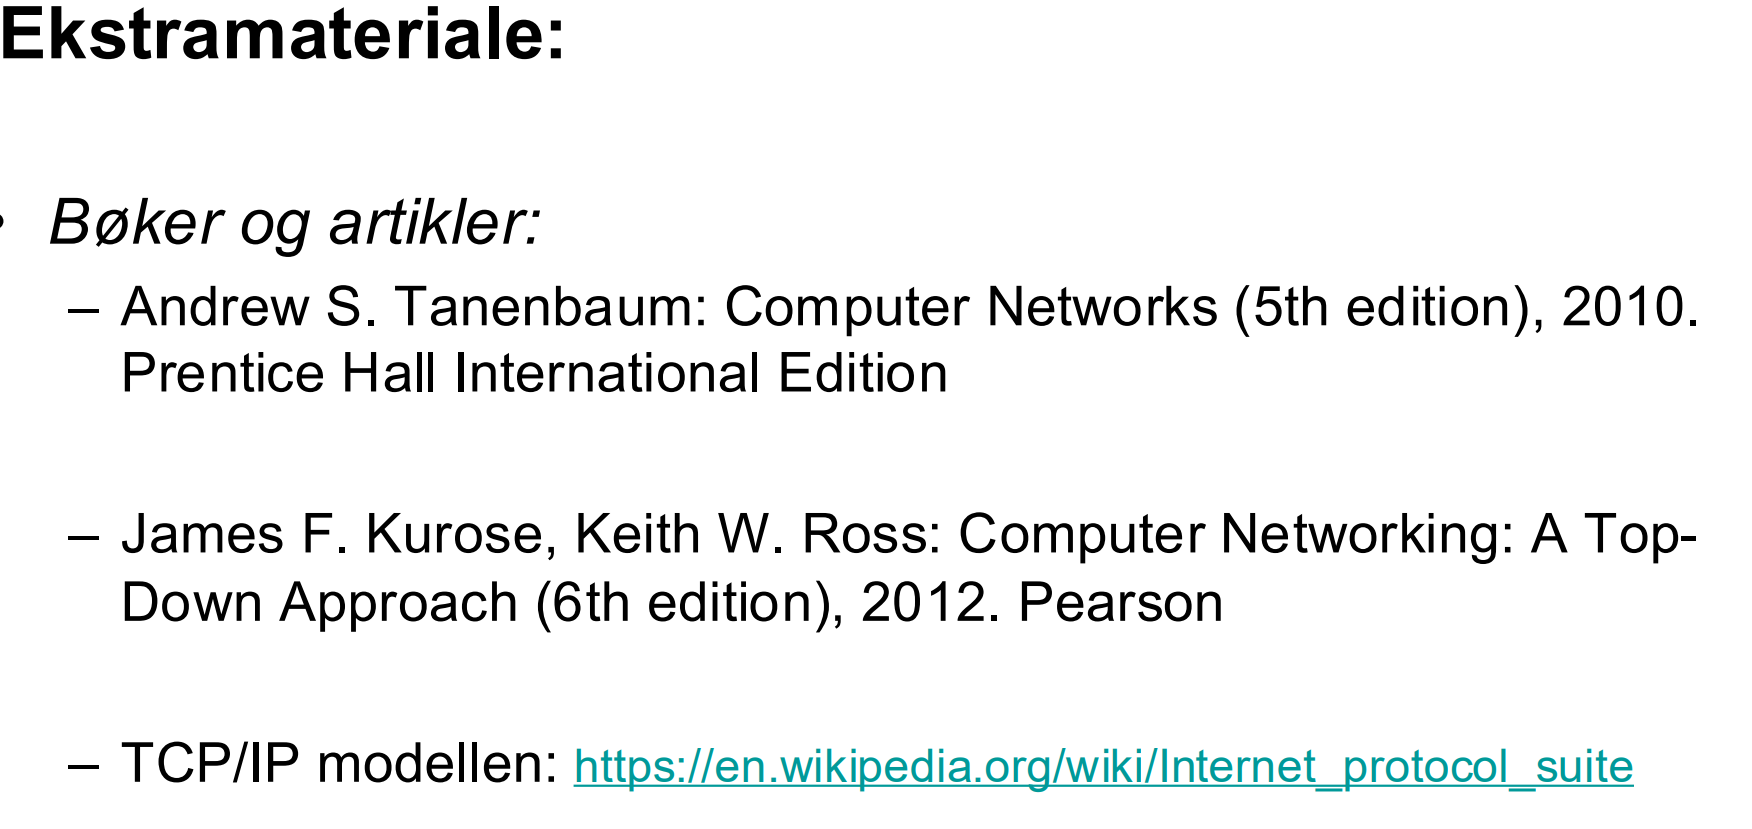 Ekstramateriale:
• Bøker og artikler:
– Andrew S. Tanenbaum: Computer Networks (5th edition), 2010.
Prentice Hall International Edition
– James F. Kurose, Keith W. Ross: Computer Networking: A Top-
Down Approach (6th edition), 2012. Pearson
– TCP/IP modellen: https://en.wikipedia.org/wiki/Internet_protocol_suite